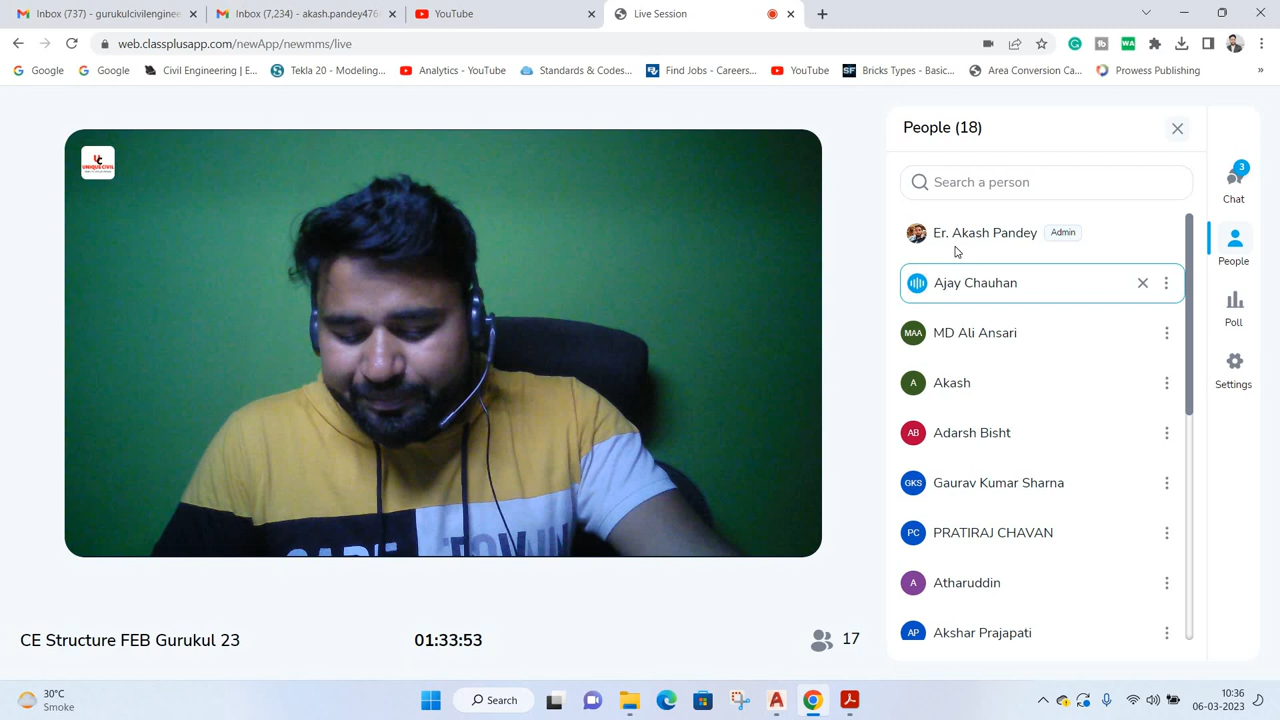 Inbox (737) - gurukulcivilenginee
Inbox (7,234) - akash.pandey476
YouTube
Live Session
web.classplusapp.com/newApp/newmms/live
Google
Google
Civil Engineering | E...
Tekla 20 - Modeling...
Analytics - YouTube
Standards & Codes...
Find Jobs - Careers...
YouTube
Bricks Types - Basic...
Area Conversion Ca...
Prowess Publishing
»
UC
UNIQUE CIVIL
People (18)
Search a person
Er. Akash Pandey Admin
Ajay Chauhan
MAA MD Ali Ansari
A Akash
AB Adarsh Bisht
GKS Gaurav Kumar Sharna
PC PRATIRAJ CHAVAN
A Atharuddin
AP Akshar Prajapati
3
Chat
People
Poll
Settings
CE Structure FEB Gurukul 23
01:33:53
17
30°C
Smoke
Search
10:36
06-03-2023